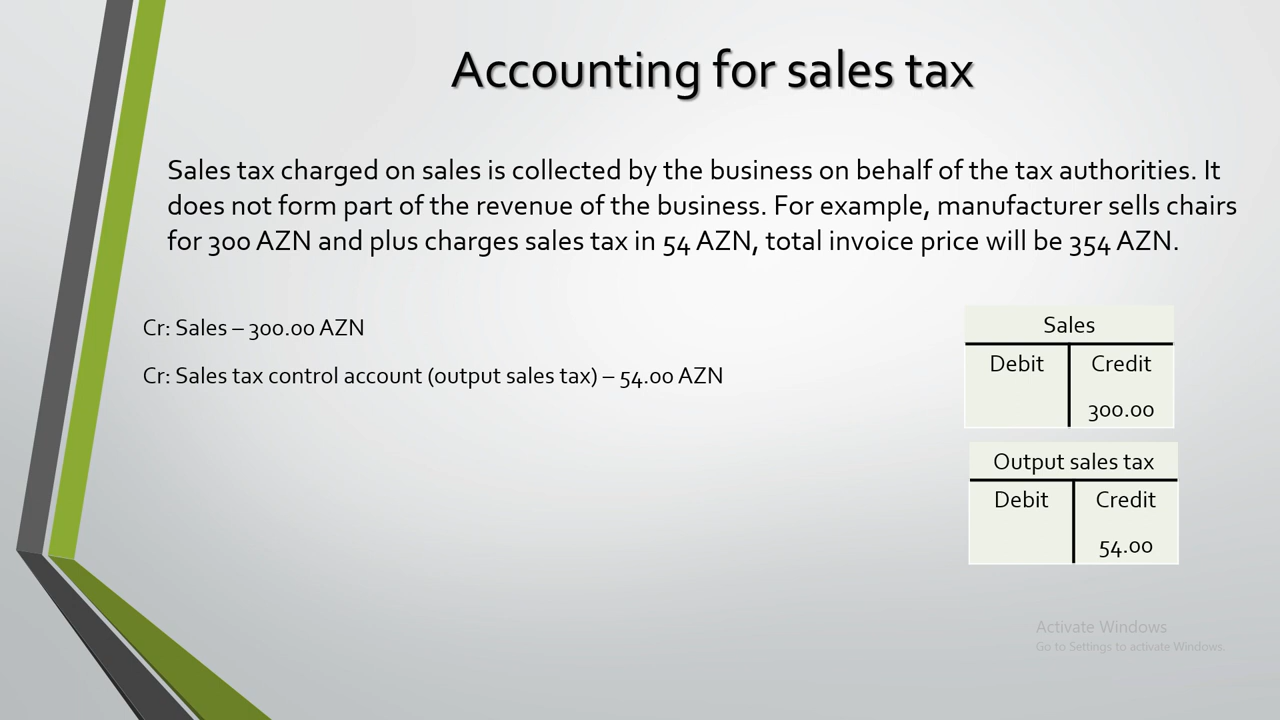 Accounting for sales tax
Sales tax charged on sales is collected by the business on behalf of the tax authorities. It
does not form part of the revenue of the business. For example, manufacturer sells chairs
for 300 AZN and plus charges sales tax in 54 AZN, total invoice price will be 354 AZN.
Cr: Sales – 300.00 AZN
Cr: Sales tax control account (output sales tax) – 54.00 AZN
Sales
Debit Credit
300.00
Output sales tax
Debit Credit
54.00
Activate Windows
Go to Settings to activate Windows.